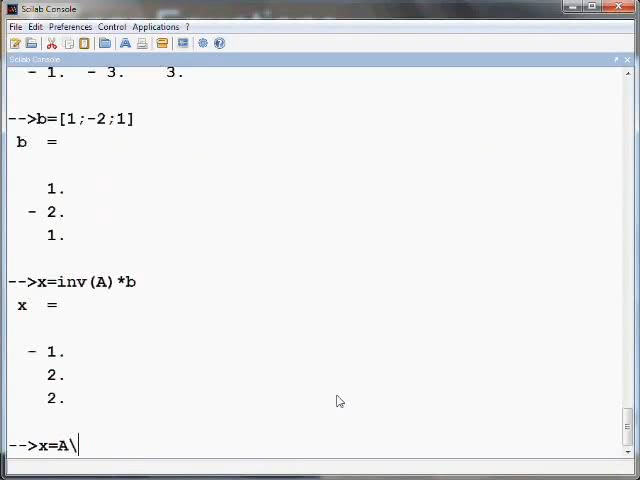 Scilab Console
File Edit Preferences Control Applications ?
Scilab Console
- 1. - 3. 3.
-->b=[1;-2;1]
b =
1.
- 2.
1.
-->x=inv(A)*b
x =
- 1.
2.
2.
-->x=A\